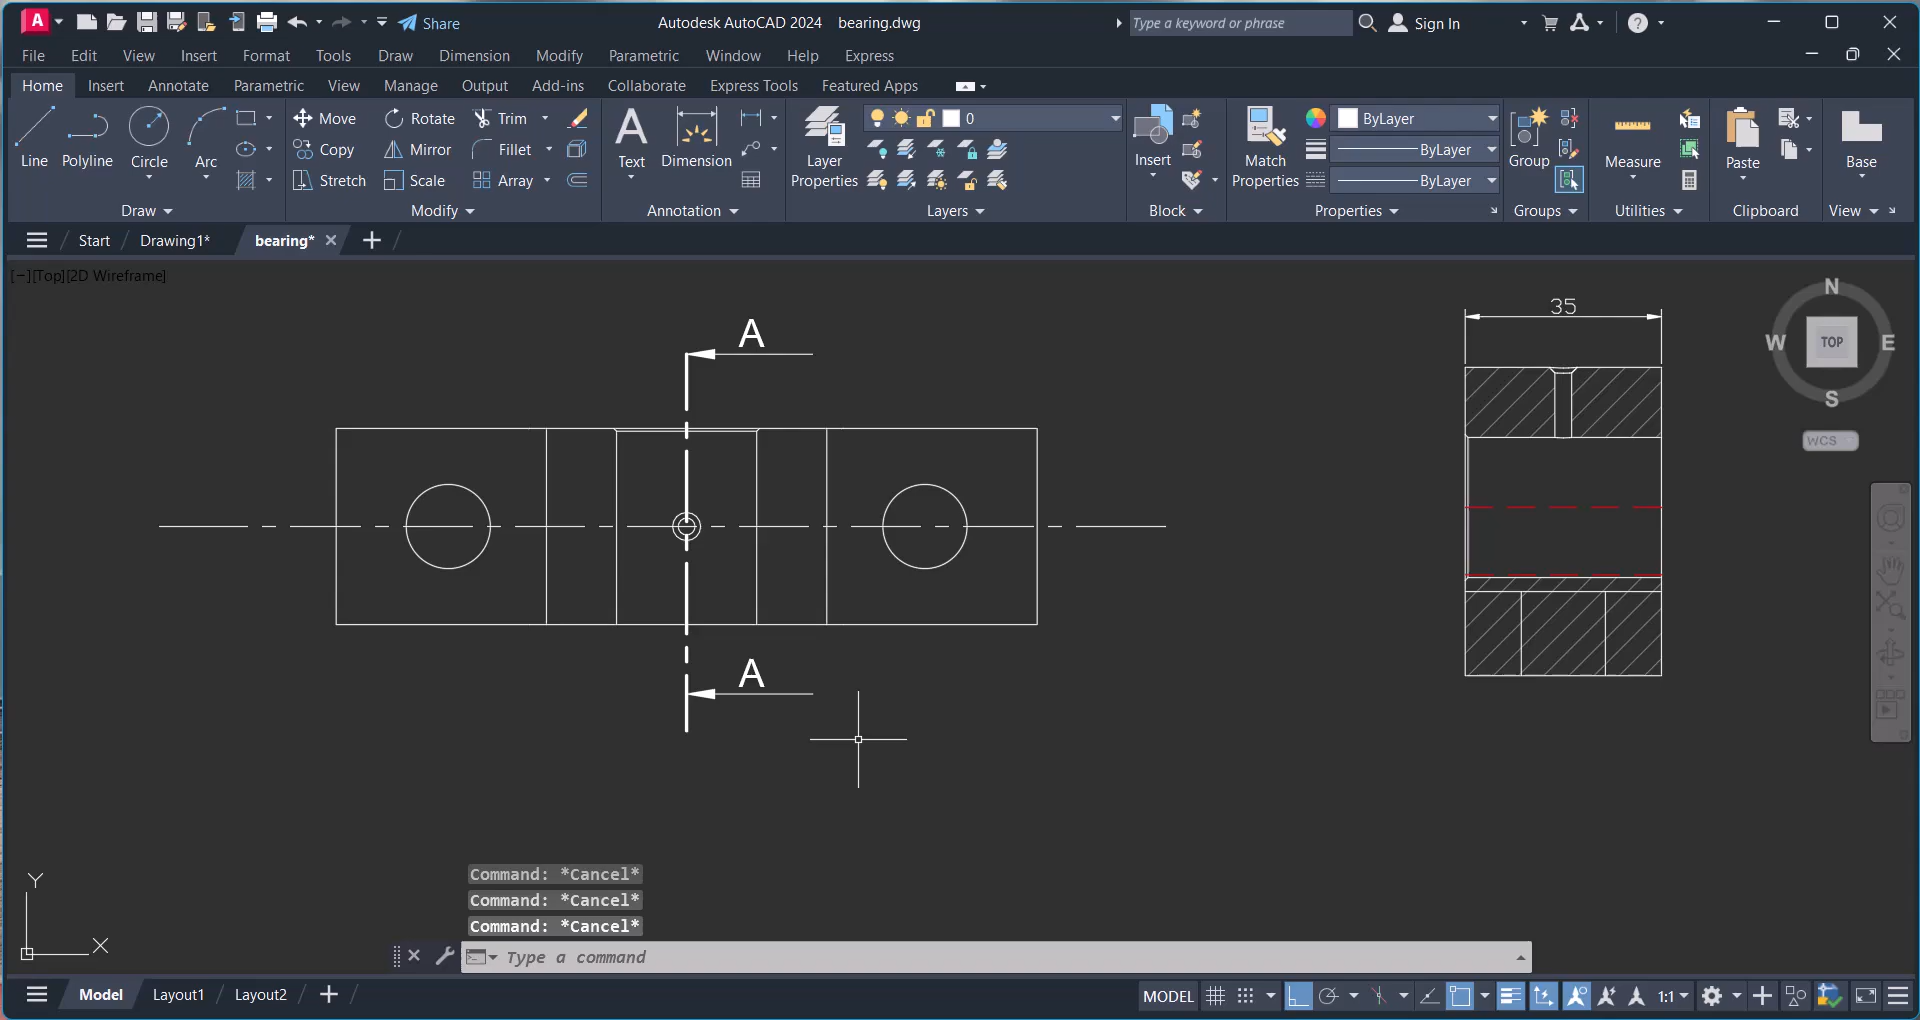 A Share Autodesk AutoCAD 2024 bearing.dwg Type a keyword or phrase Sign In ?
File Edit View Insert Format Tools Draw Dimension Modify Parametric Window Help Express
Home Insert Annotate Parametric View Manage Output Add-ins Collaborate Express Tools Featured Apps
Move Rotate Trim 0 ByLayer
Line Polyline Circle Arc Copy Mirror Fillet Text Dimension Layer Properties Insert Match Properties ByLayer Group Measure Paste Base
Stretch Scale Array ByLayer
Draw Modify Annotation Layers Block Properties Groups Utilities Clipboard View
Start Drawing1* bearing*
[−][Top][2D Wireframe]
N
35
A
W TOP E
S
WCS
A
Y
X
Command: *Cancel*
Command: *Cancel*
Command: *Cancel*
Type a command
Model Layout1 Layout2 MODEL 1:1